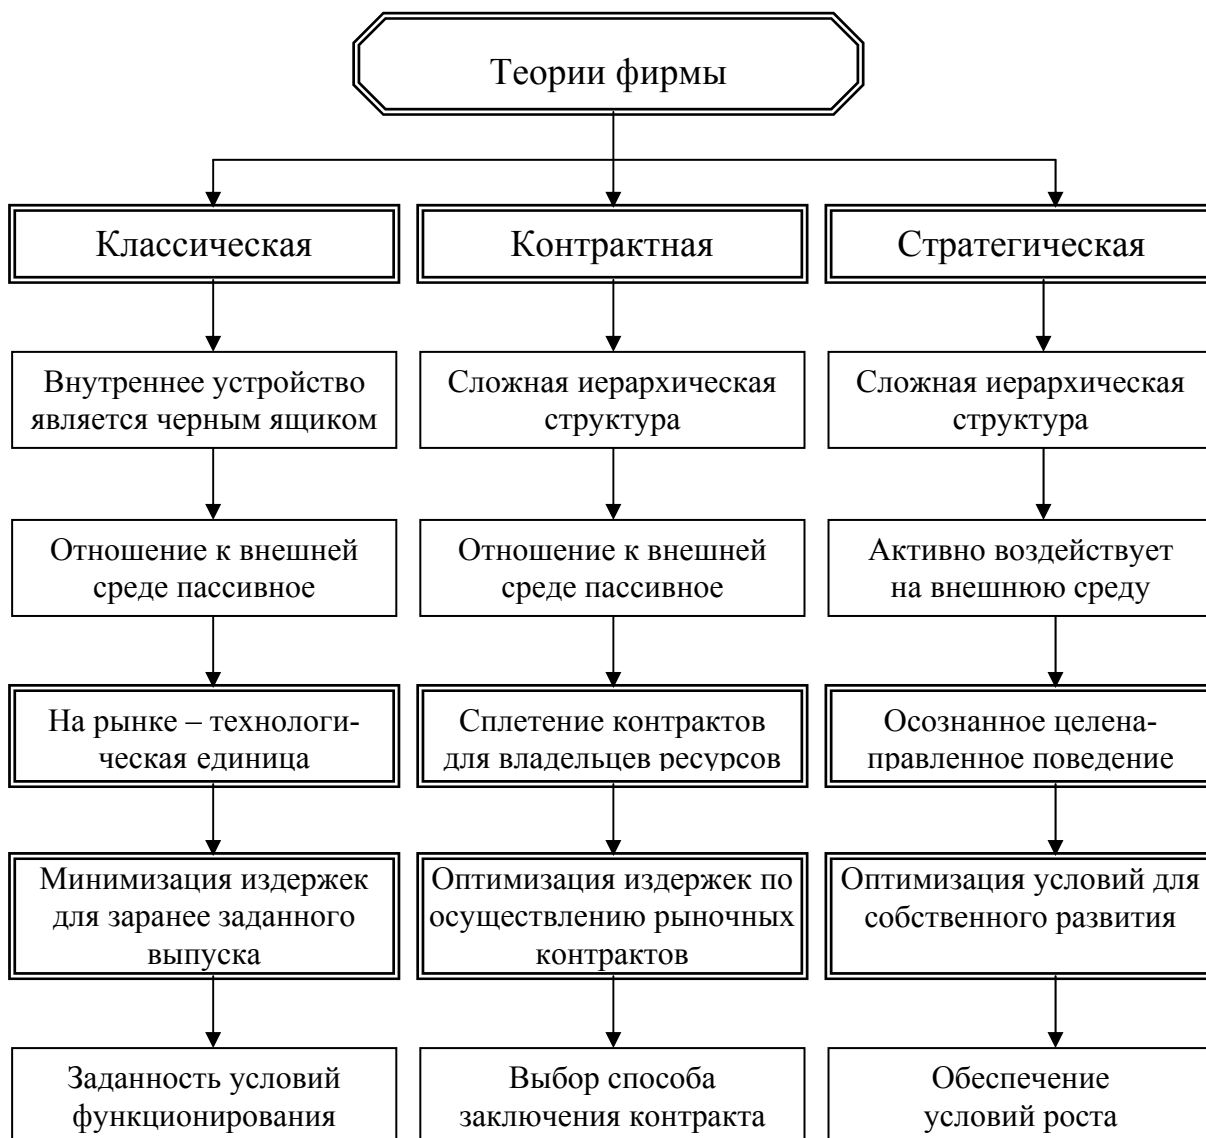 Теории фирмы
Классическая
Контрактная
Стратегическая
Внутреннее устройство
является черным ящиком
Сложная иерархическая
структура
Сложная иерархическая
структура
Отношение к внешней
среде пассивное
Отношение к внешней
среде пассивное
Активно воздействует
на внешнюю среду
На рынке – технологи-
ческая единица
Сплетение контрактов
для владельцев ресурсов
Осознанное целена-
правленное поведение
Минимизация издержек
для заранее заданного
выпуска
Оптимизация издержек по
осуществлению рыночных
контрактов
Оптимизация условий для
собственного развития
Заданность условий
функционирования
Выбор способа
заключения контракта
Обеспечение
условий роста